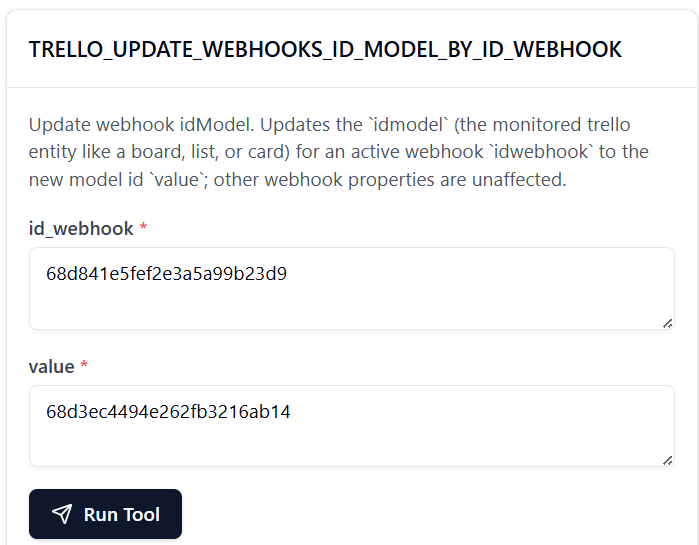 TRELLO_UPDATE_WEBHOOKS_ID_MODEL_BY_ID_WEBHOOK
Update webhook idModel. Updates the `idmodel` (the monitored trello
entity like a board, list, or card) for an active webhook `idwebhook` to the
new model id `value`; other webhook properties are unaffected.
id_webhook *
68d841e5fef2e3a5a99b23d9
value *
68d3ec4494e262fb3216ab14
Run Tool